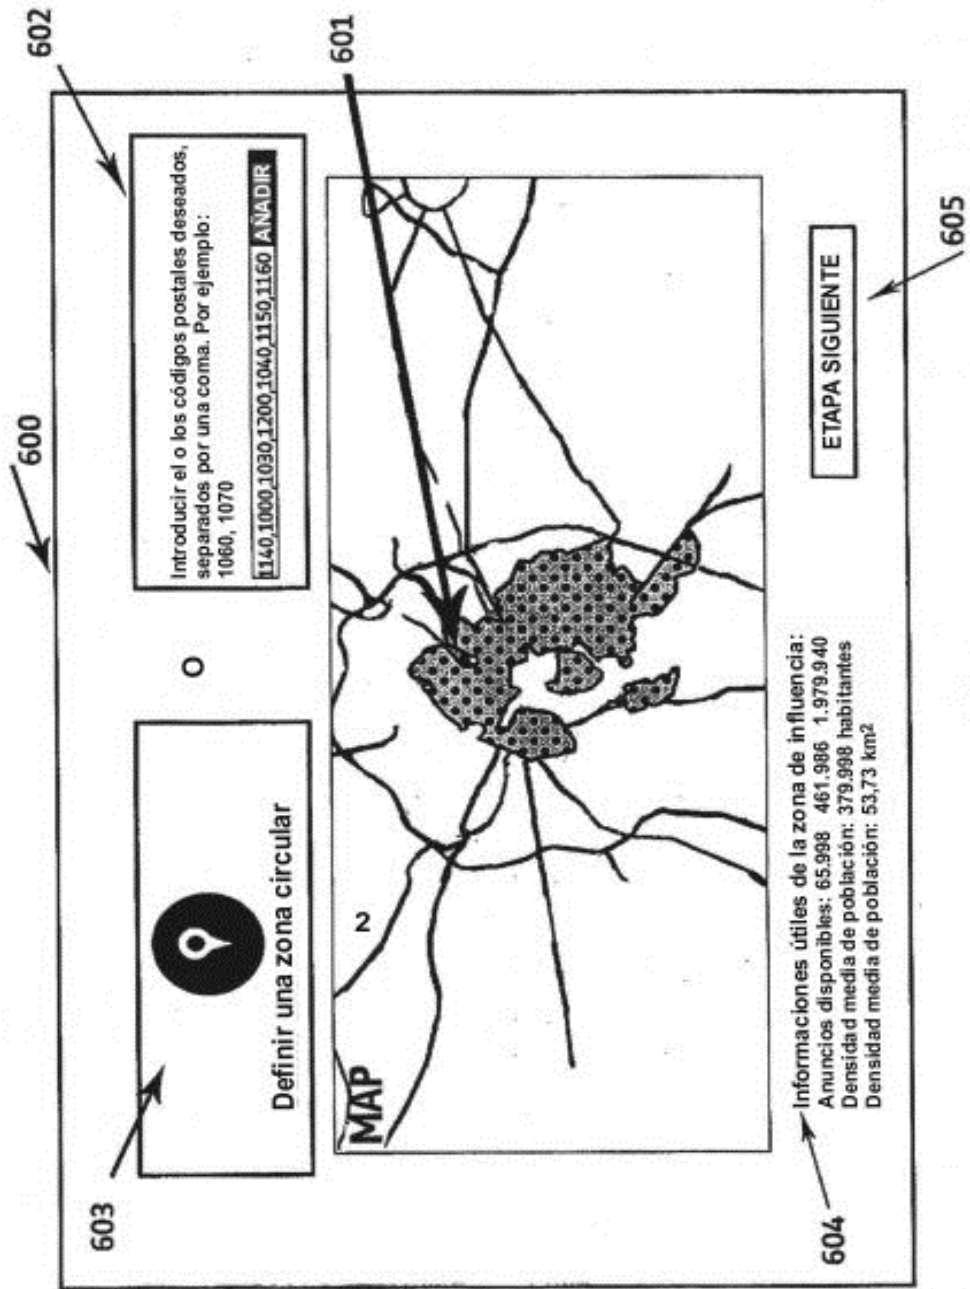 600
602
603
Definir una zona circular
O
Introducir el o los códigos postales deseados,
separados por una coma. Por ejemplo:
1060, 1070
1140,1000,1030,1200,1040,1150,1160 AÑADIR
601
MAP
2
604
Informaciones útiles de la zona de influencia:
Anuncios disponibles: 65.998 461.986 1.979.940
Densidad media de población: 379.998 habitantes
Densidad media de población: 53,73 km²
ETAPA SIGUIENTE
605